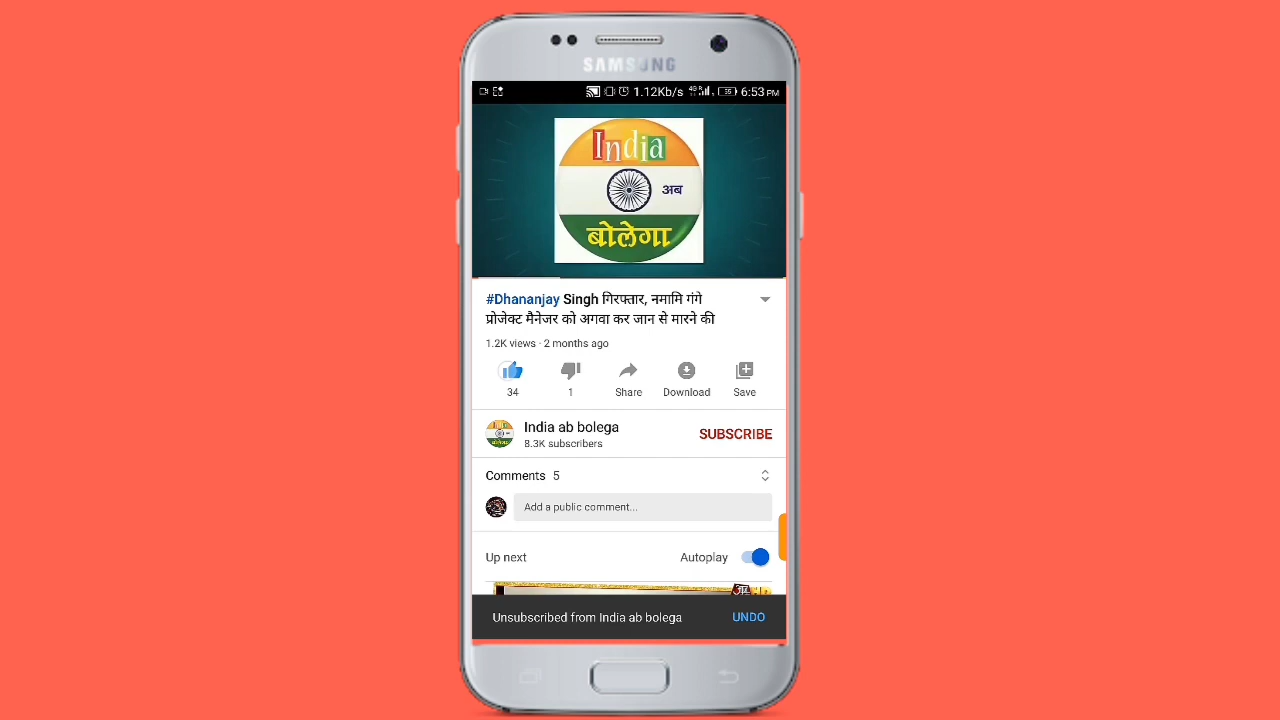 SAMSUNG
1.12Kb/s 4G 35 6:53 PM
India
अब
बोलेगा
#Dhananjay Singh गिरफ्तार, नमामि गंगे
प्रोजेक्ट मैनेजर को अगवा कर जान से मारने की
1.2K views · 2 months ago
34 1 Share Download Save
India ab bolega
8.3K subscribers
SUBSCRIBE
Comments 5
Add a public comment...
Up next Autoplay
Unsubscribed from India ab bolega UNDO